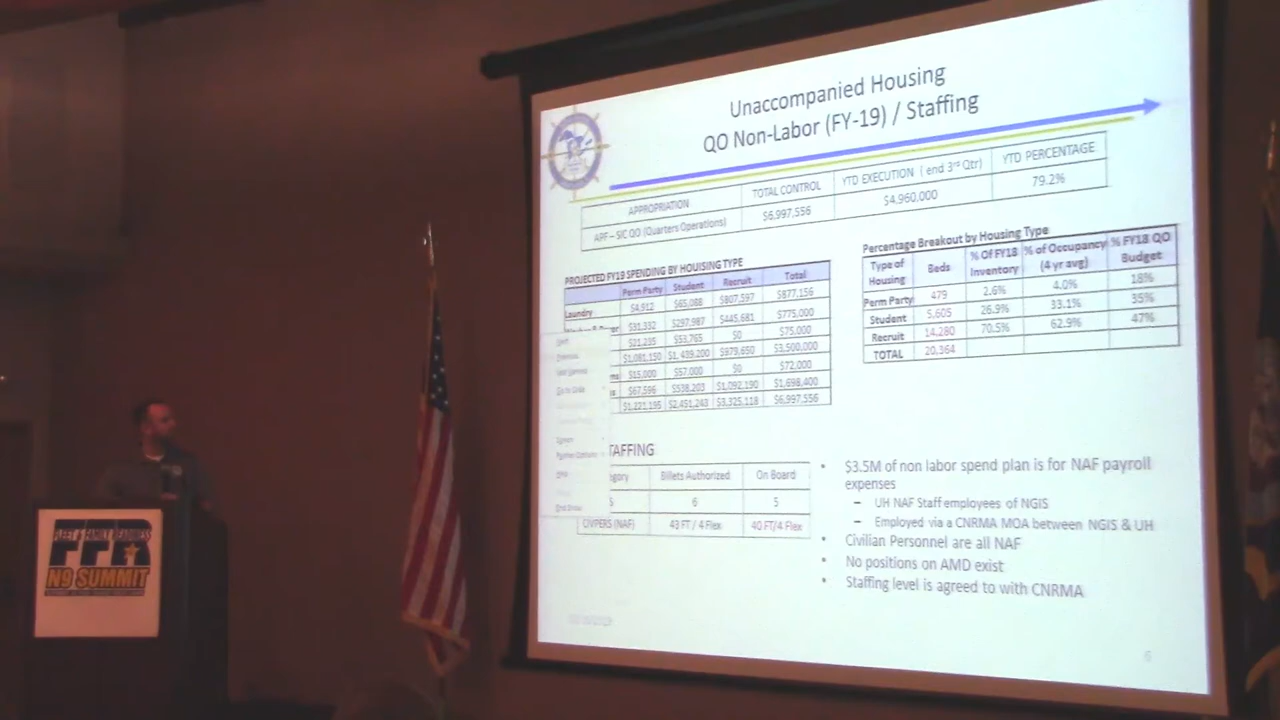 Unaccompanied Housing
QO Non-Labor (FY-19) / Staffing
APPROPRIATION TOTAL CONTROL YTD EXECUTION ( end 3rd Qtr) YTD PERCENTAGE
APF – SIC QO (Quarters Operations) $6,997,556 $4,960,000 79.2%
PROJECTED FY19 SPENDING BY HOUISING TYPE
Perm Party Student Recruit Total
Laundry $4,912 $65,088 $807,597 $877,156
$31,332 $297,987 $445,681 $775,000
$21,235 $53,765 $0 $75,000
$1,081,150 $1,439,200 $979,650 $3,500,000
$15,000 $57,000 $0 $72,000
$67,596 $538,203 $1,092,190 $1,698,400
$1,221,195 $2,451,243 $3,325,118 $6,997,556
Percentage Breakout by Housing Type
Type of Housing Beds % Of FY18 Inventory % of Occupancy (4 yr avg) % FY18 QO Budget
Perm Party 479 2.6% 4.0% 18%
Student 5,605 26.9% 33.1% 35%
Recruit 14,280 70.5% 62.9% 47%
TOTAL 20,364
TAFFING
gory Billets Authorized On Board
6 5
CIVPERS (NAF) 43 FT / 4 Flex 40 FT/4 Flex
• $3.5M of non labor spend plan is for NAF payroll
expenses
– UH NAF Staff employees of NGIS
– Employed via a CNRMA MOA between NGIS & UH
• Civilian Personnel are all NAF
• No positions on AMD exist
• Staffing level is agreed to with CNRMA
6
FLEET & FAMILY READINESS
FFR
N9 SUMMIT